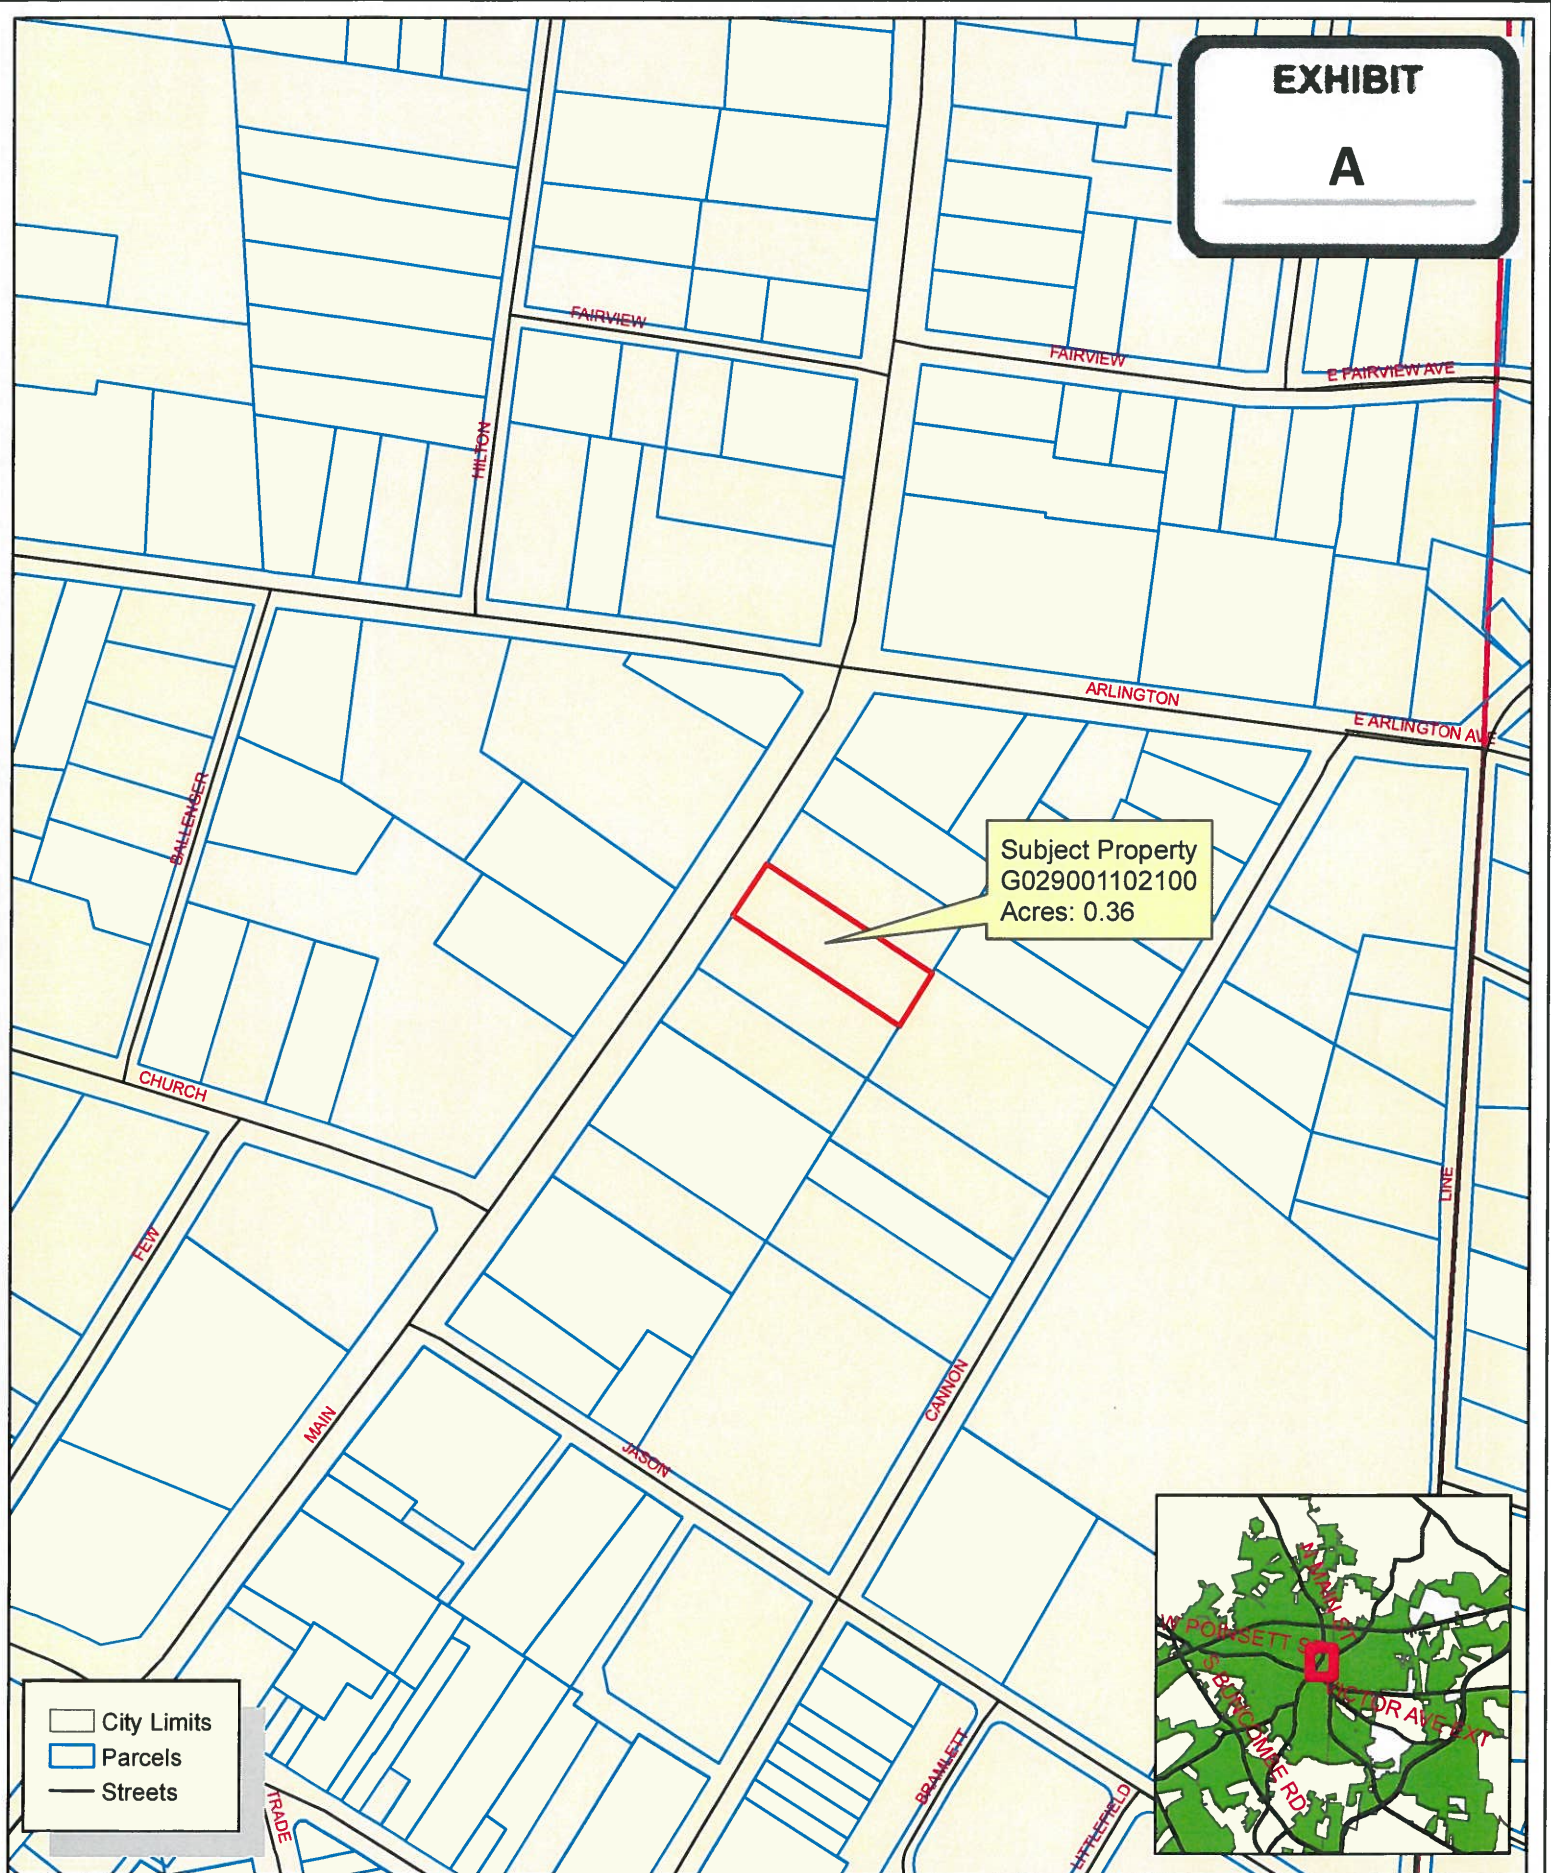 EXHIBIT
A
FAIRVIEW
FAIRVIEW
E FAIRVIEW AVE
HILTON
ARLINGTON
E ARLINGTON AVE
BALLENGER
Subject Property
G029001102100
Acres: 0.36
CHURCH
FEW
LINE
MAIN
CANNON
JASON
N MAIN ST
W POINSETT S
S BUNCOMBE RD
VICTOR AVE EXT
City Limits
Parcels
Streets
TRADE
BRAMLETT
LITTLEFIELD